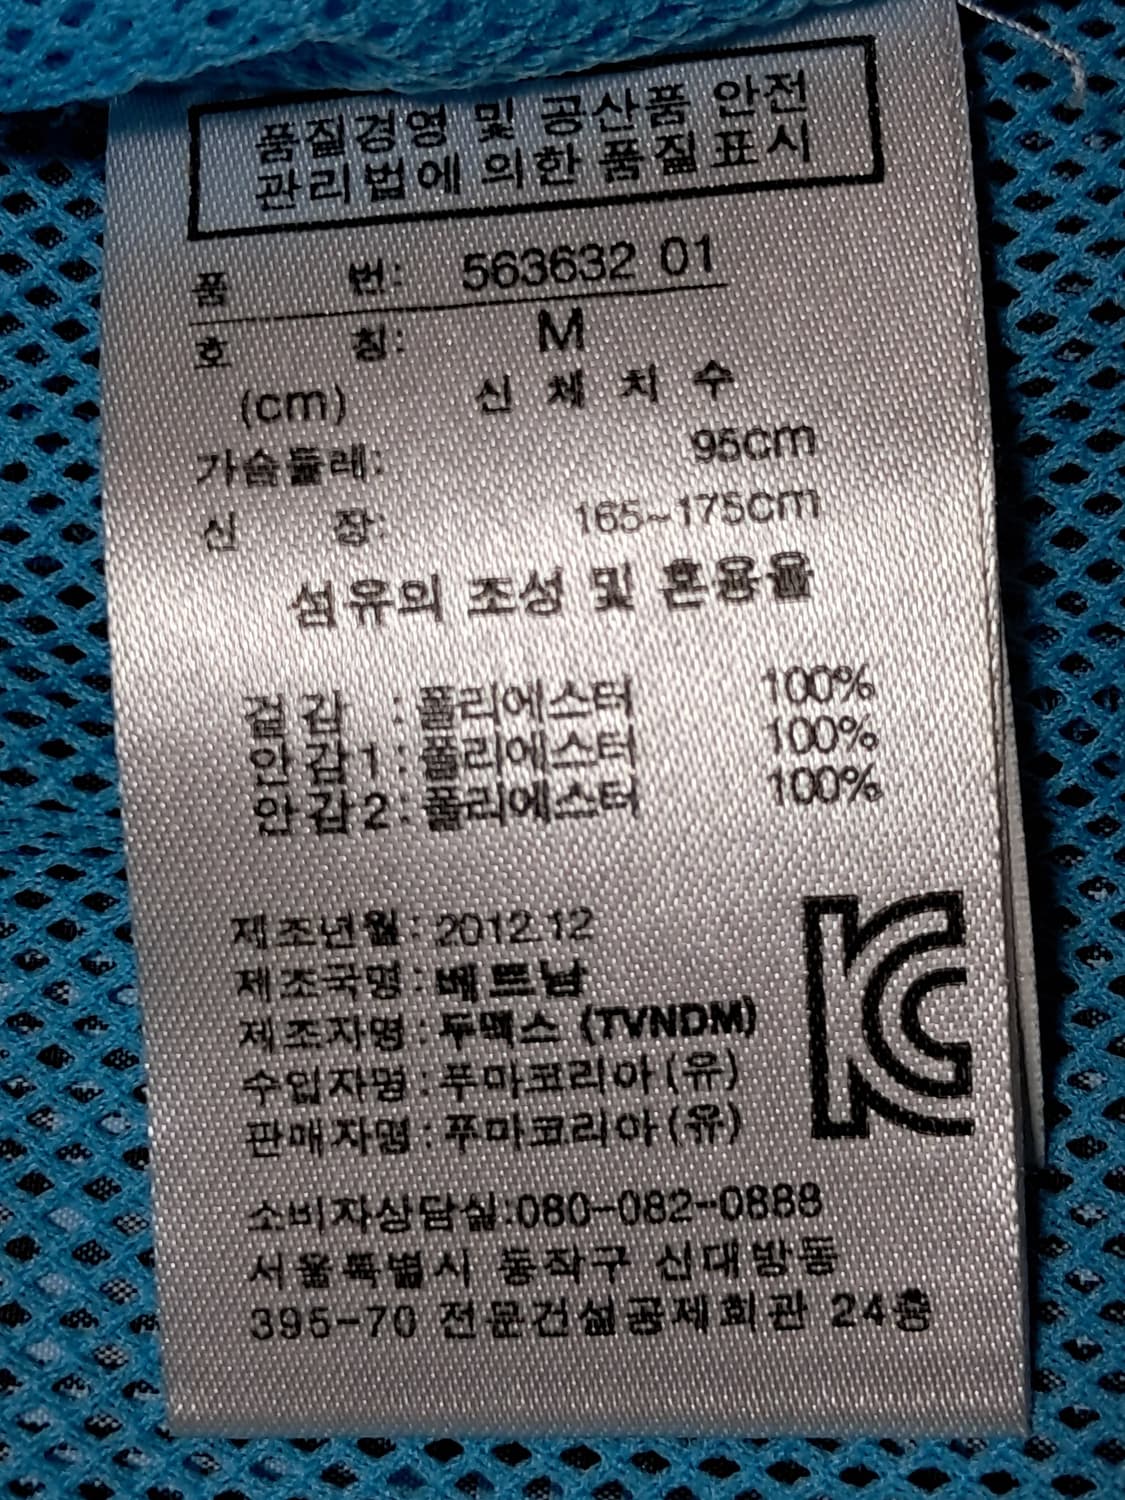 품질경영 및 공산품 안전
관리법에 의한 품질표시
품 번: 563632 01
호 칭: M
(cm) 신 체 치 수
가슴둘레: 95cm
신 장: 165~175cm
섬유의 조성 및 혼용율
겉 감 : 폴리에스터 100%
안 감 1 : 폴리에스터 100%
안 감 2 : 폴리에스터 100%
제조년월: 2012.12
제조국명: 베트남
제조자명: 두맥스 (TVNDM)
수입자명: 푸마코리아(유)
판매자명: 푸마코리아(유)
KC
소비자상담실:080-082-0888
서울특별시 동작구 신대방동
395-70 전문건설공제회관 24층